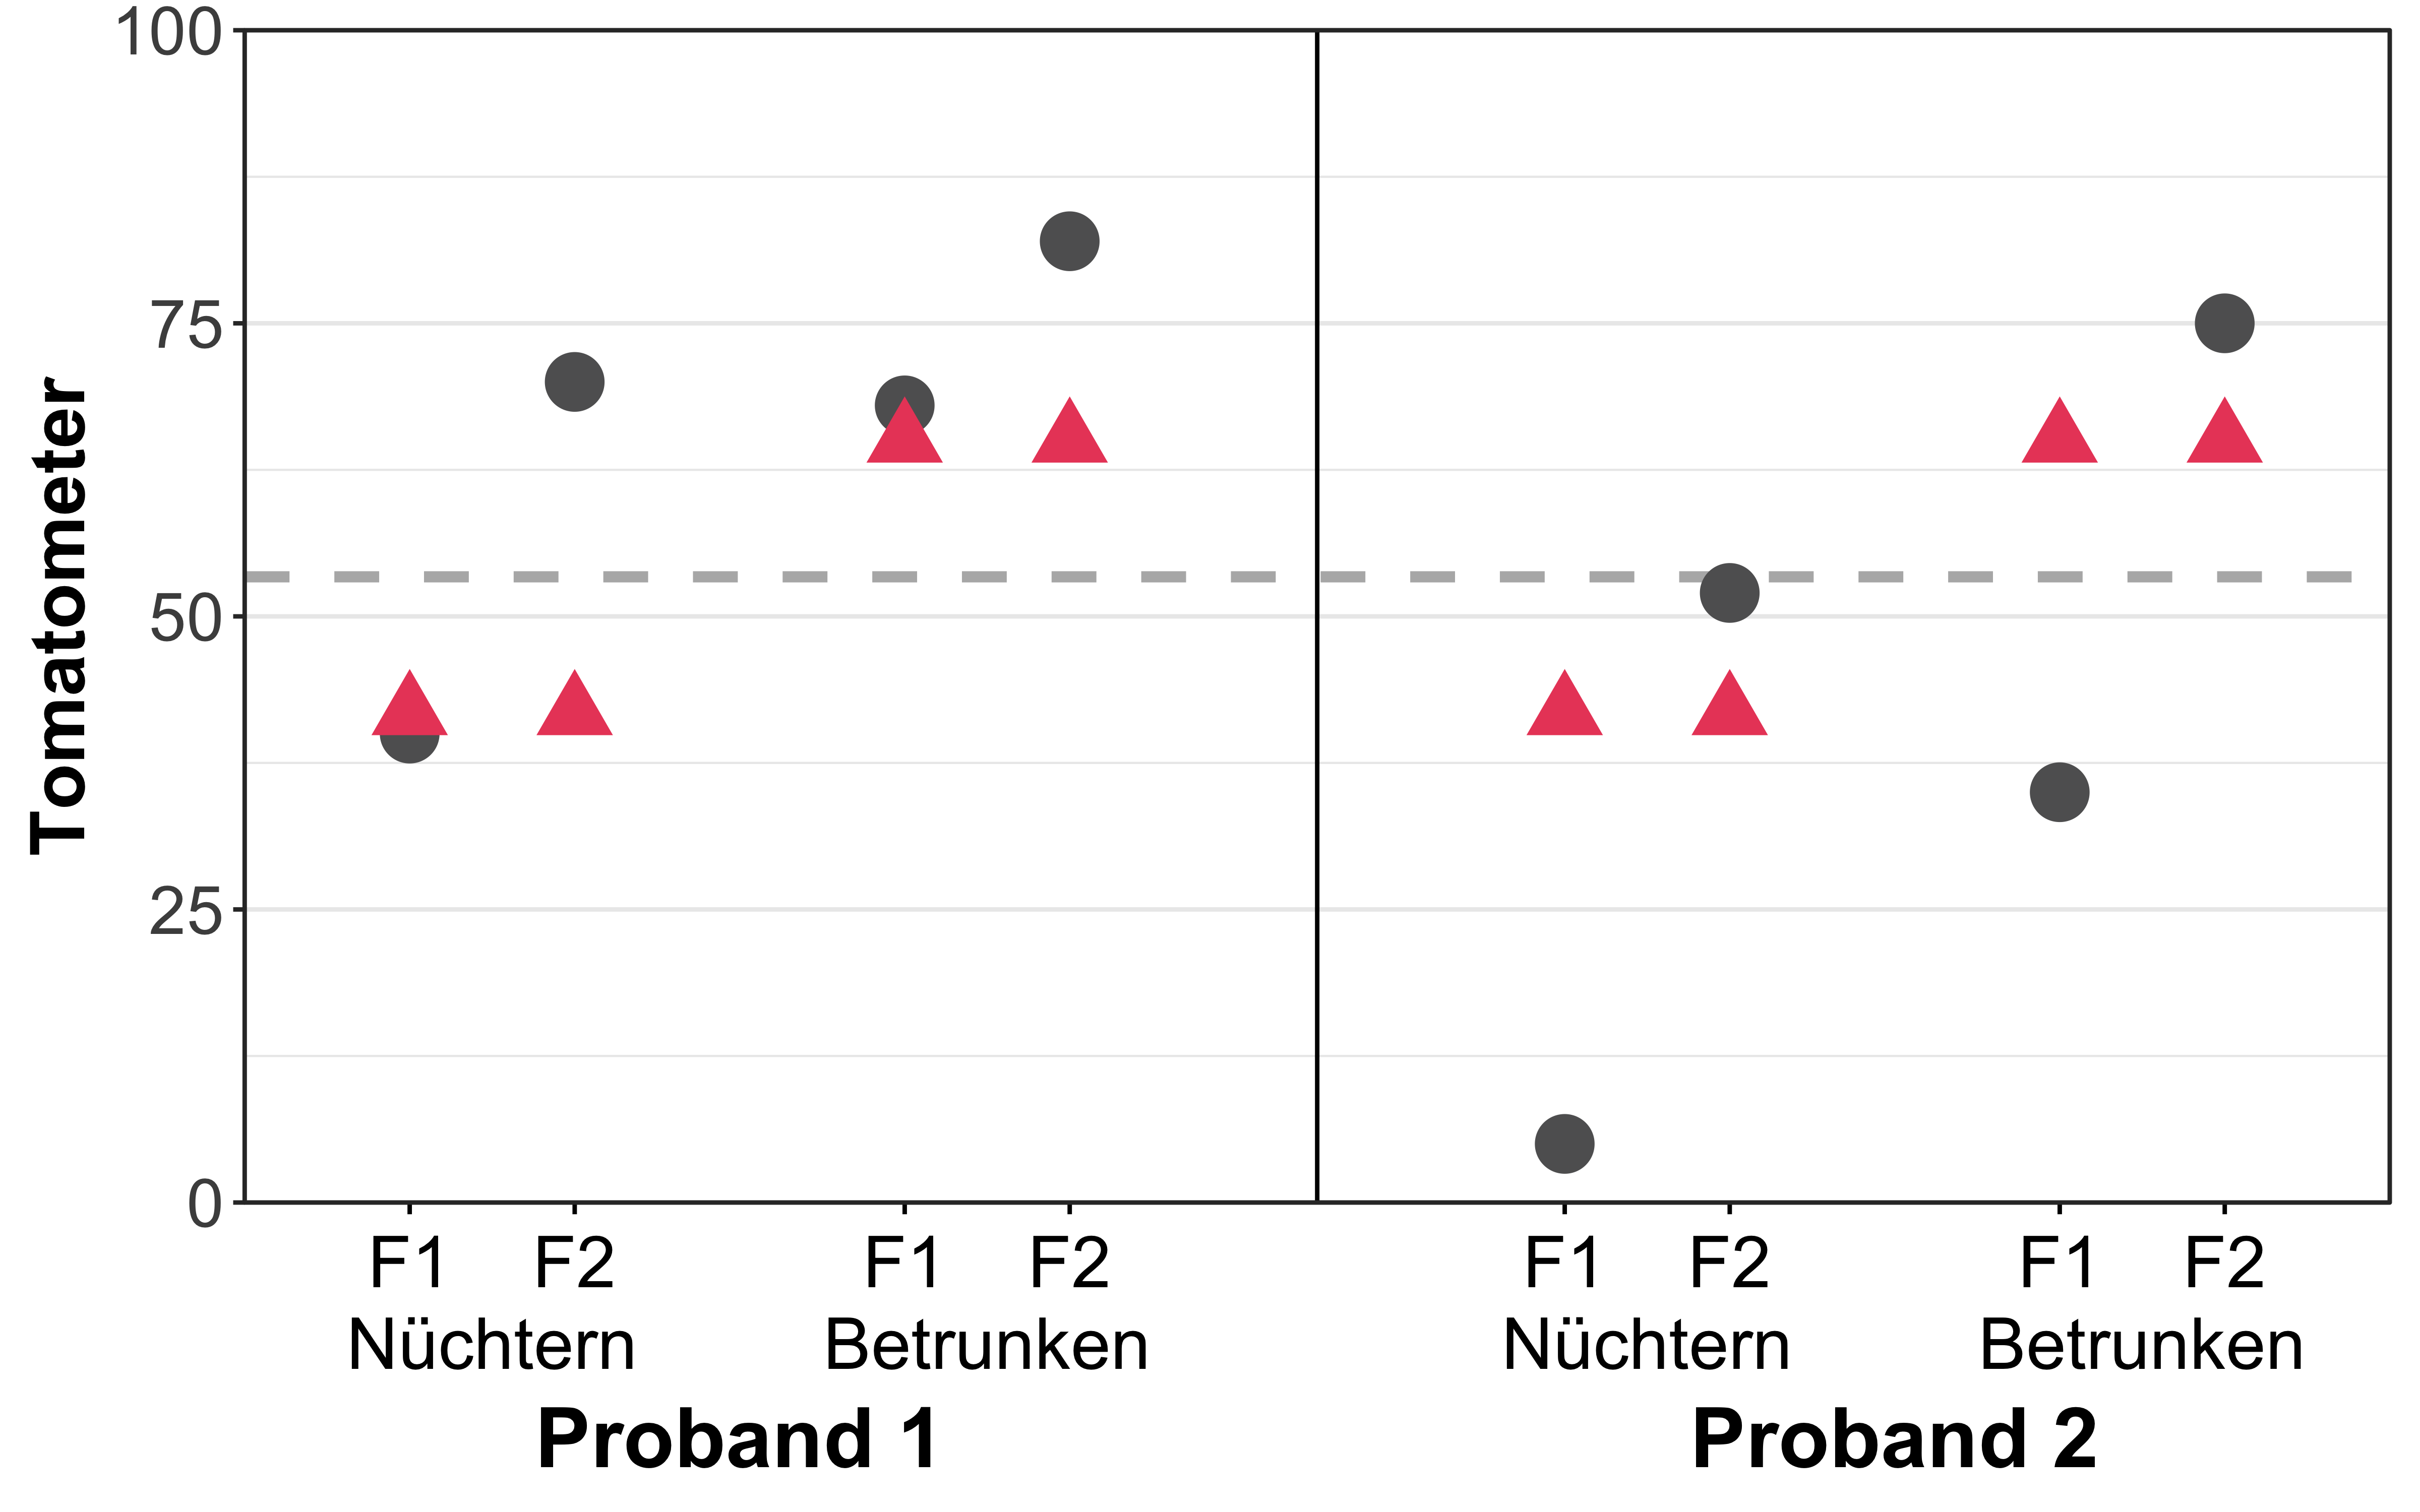 Tomatometer
100
75
50
25
0
F1 F2 F1 F2 F1 F2 F1 F2
Nüchtern Betrunken Nüchtern Betrunken
Proband 1 Proband 2